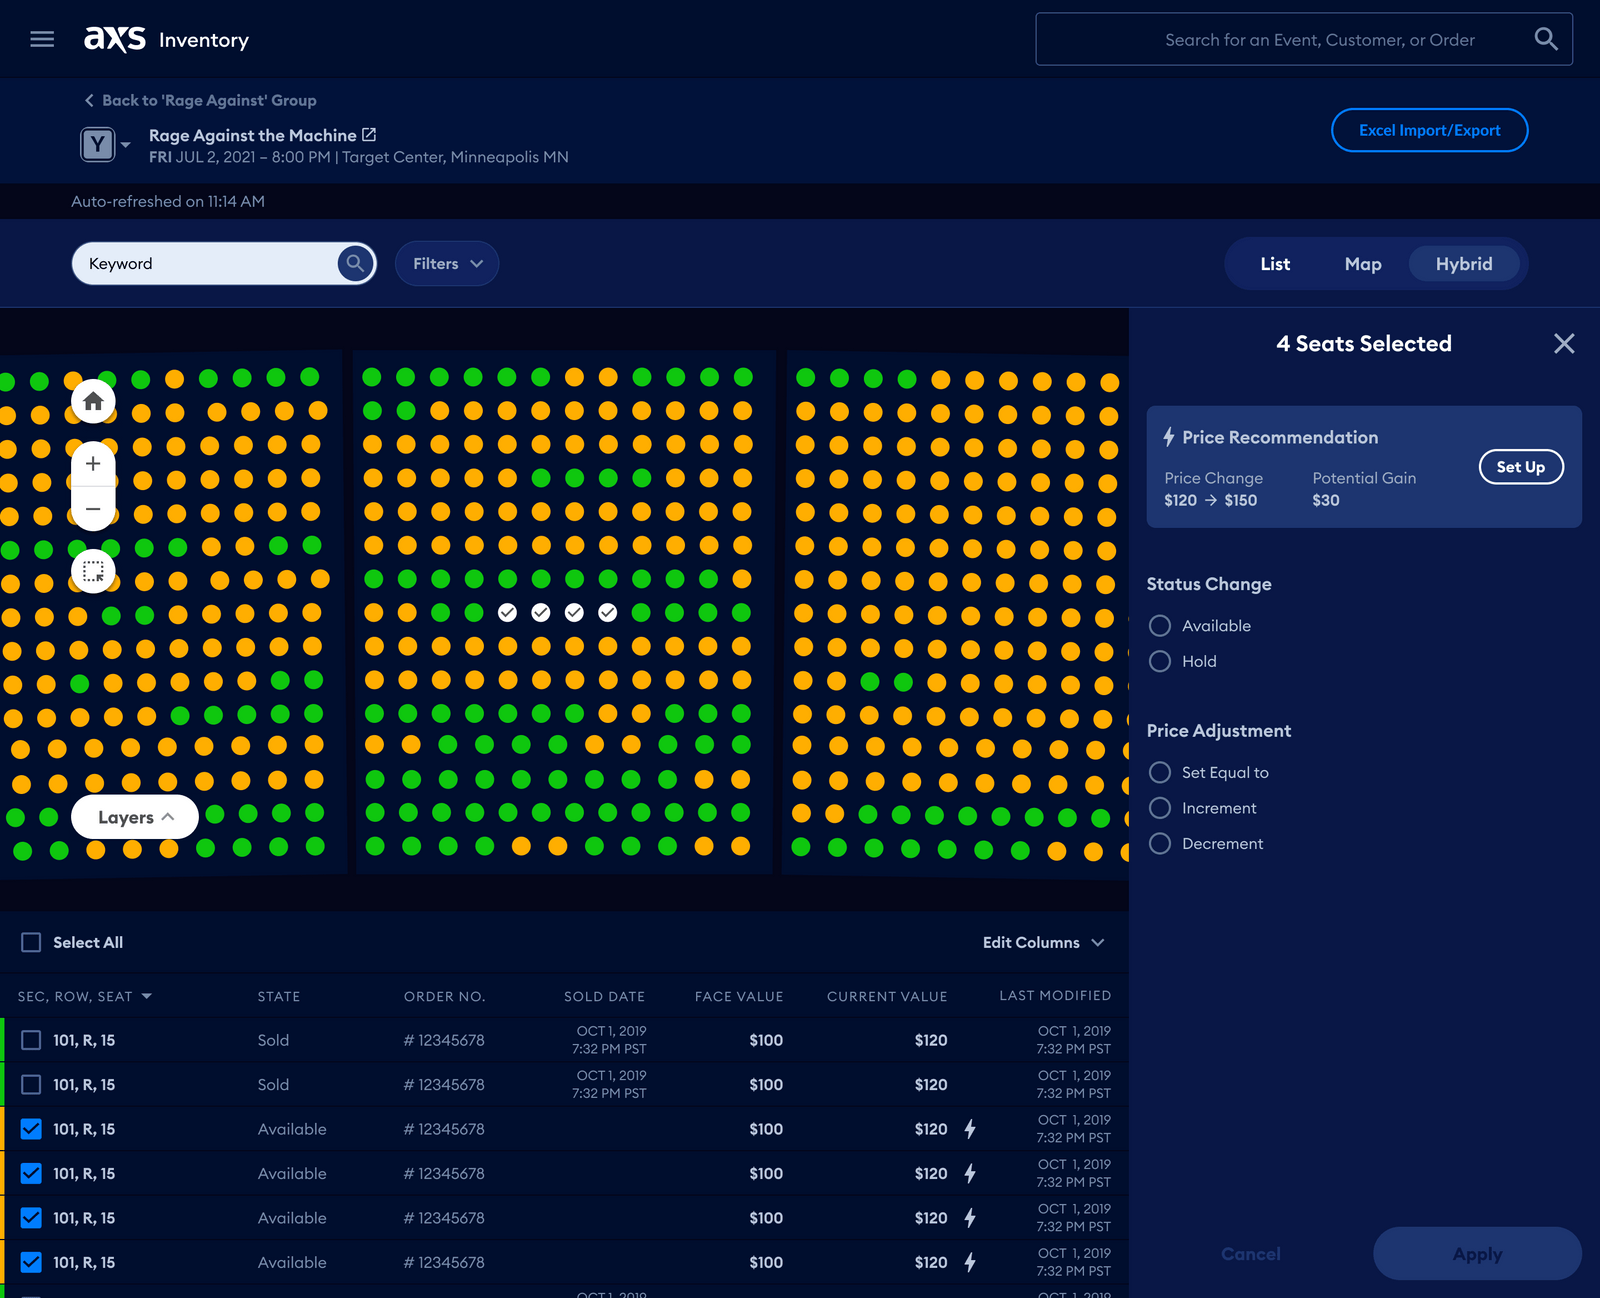 axs Inventory
Search for an Event, Customer, or Order
Back to 'Rage Against' Group
Y
Rage Against the Machine
FRI JUL 2, 2021 – 8:00 PM | Target Center, Minneapolis MN
Excel Import/Export
Auto-refreshed on 11:14 AM
Keyword
Filters
List
Map
Hybrid
4 Seats Selected
Price Recommendation
Price Change
Potential Gain
$120 → $150
$30
Set Up
Status Change
Available
Hold
Price Adjustment
Set Equal to
Increment
Decrement
Layers
Select All
Edit Columns
SEC, ROW, SEAT STATE ORDER NO. SOLD DATE FACE VALUE CURRENT VALUE LAST MODIFIED
101, R, 15 Sold # 12345678 OCT 1, 2019 $100 $120 OCT 1, 2019
7:32 PM PST 7:32 PM PST
101, R, 15 Sold # 12345678 OCT 1, 2019 $100 $120 OCT 1, 2019
7:32 PM PST 7:32 PM PST
101, R, 15 Available # 12345678 $100 $120 OCT 1, 2019
7:32 PM PST
101, R, 15 Available # 12345678 $100 $120 OCT 1, 2019
7:32 PM PST
101, R, 15 Available # 12345678 $100 $120 OCT 1, 2019
7:32 PM PST
101, R, 15 Available # 12345678 $100 $120 OCT 1, 2019
7:32 PM PST
Cancel
Apply